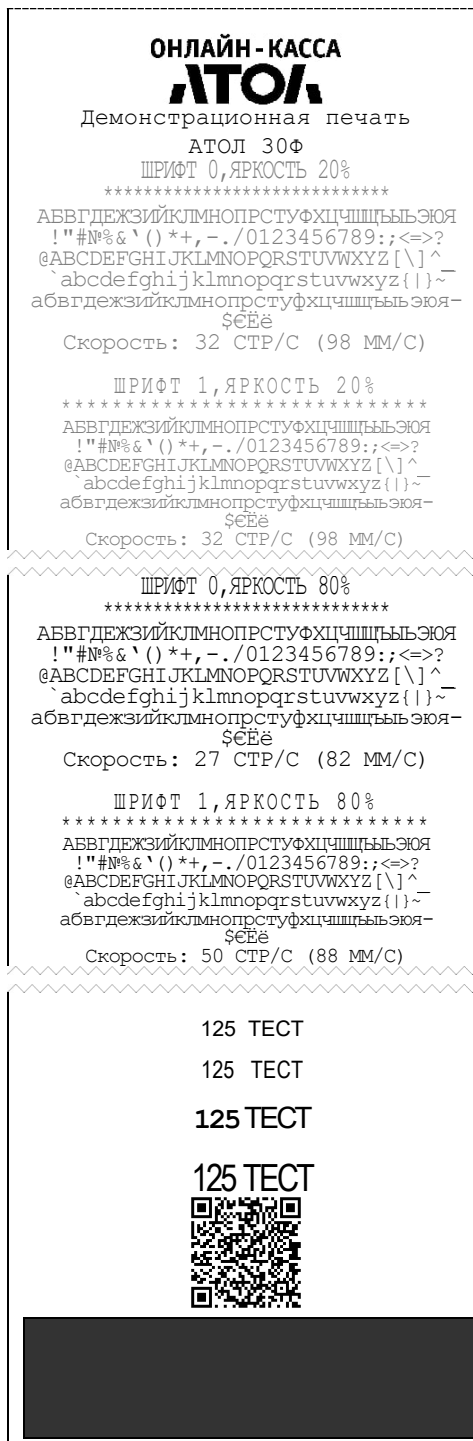 ОНЛАЙН-КАССА
АТОЛ
Демонстрационная печать
АТОЛ 30Ф
ШРИФТ 0,ЯРКОСТЬ 20%
*****************************
АБВГДЕЖЗИЙКЛМНОПРСТУФХЦЧШЩЪЫЬЭЮЯ
!"#№%&`()*+,-./0123456789:;<=>?
@ABCDEFGHIJKLMNOPQRSTUVWXYZ[\]^_
`abcdefghijklmnopqrstuvwxyz{|}~
абвгдежзийклмнопрстуфхцчшщъыьэюя-
$€Ёё
Скорость: 32 СТР/С (98 ММ/С)
ШРИФТ 1,ЯРКОСТЬ 20%
*****************************
АБВГДЕЖЗИЙКЛМНОПРСТУФХЦЧШЩЪЫЬЭЮЯ
!"#№%&`()*+,-./0123456789:;<=>?
@ABCDEFGHIJKLMNOPQRSTUVWXYZ[\]^_
`abcdefghijklmnopqrstuvwxyz{|}~
абвгдежзийклмнопрстуфхцчшщъыьэюя-
$€Ёё
Скорость: 32 СТР/С (98 ММ/С)
ШРИФТ 0,ЯРКОСТЬ 80%
*****************************
АБВГДЕЖЗИЙКЛМНОПРСТУФХЦЧШЩЪЫЬЭЮЯ
!"#№%&`()*+,-./0123456789:;<=>?
@ABCDEFGHIJKLMNOPQRSTUVWXYZ[\]^_
`abcdefghijklmnopqrstuvwxyz{|}~
абвгдежзийклмнопрстуфхцчшщъыьэюя-
$€Ёё
Скорость: 27 СТР/С (82 ММ/С)
ШРИФТ 1,ЯРКОСТЬ 80%
*****************************
АБВГДЕЖЗИЙКЛМНОПРСТУФХЦЧШЩЪЫЬЭЮЯ
!"#№%&`()*+,-./0123456789:;<=>?
@ABCDEFGHIJKLMNOPQRSTUVWXYZ[\]^_
`abcdefghijklmnopqrstuvwxyz{|}~
абвгдежзийклмнопрстуфхцчшщъыьэюя-
$€Ёё
Скорость: 50 СТР/С (88 ММ/С)
125 ТЕСТ
125 ТЕСТ
125 ТЕСТ
125 ТЕСТ